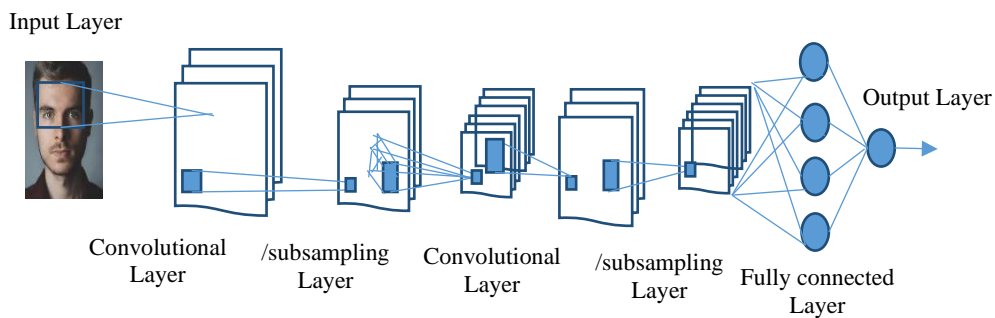 Input Layer
Output Layer
Convolutional
Layer
/subsampling
Layer
Convolutional
Layer
/subsampling
Layer
Fully connected
Layer